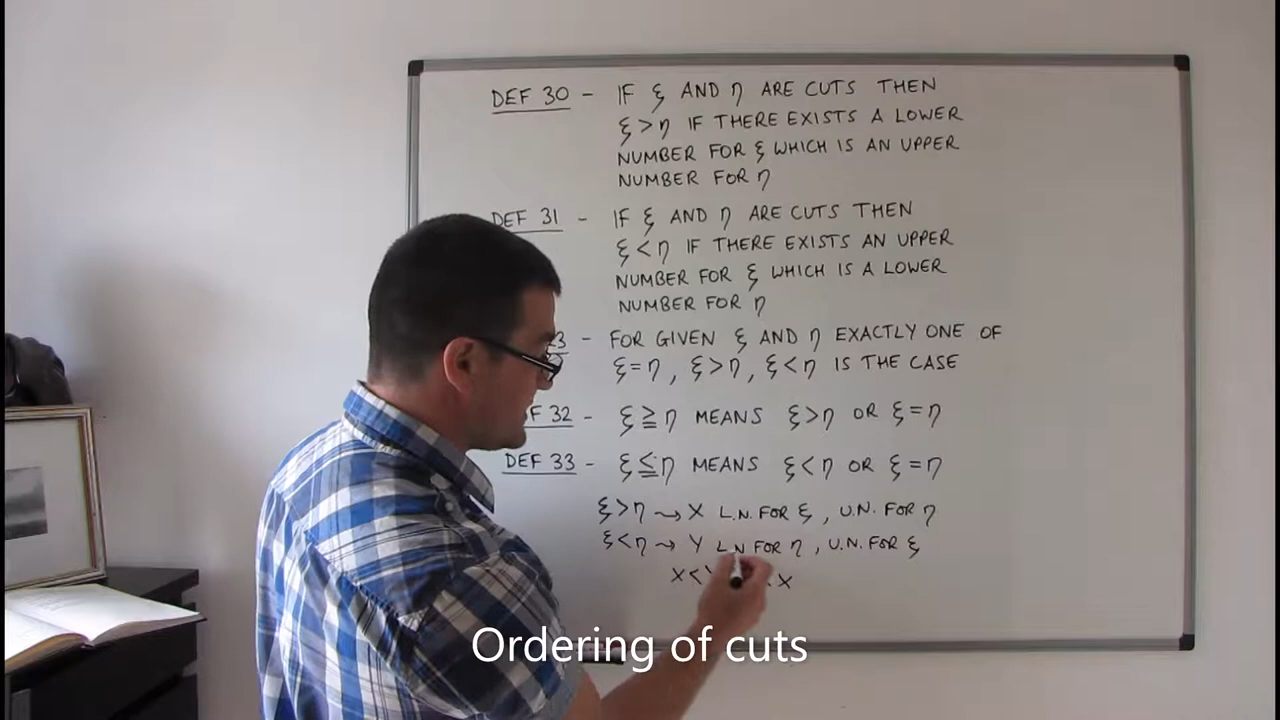 DEF 30 - IF ξ AND η ARE CUTS THEN
ξ > η IF THERE EXISTS A LOWER
NUMBER FOR ξ WHICH IS AN UPPER
NUMBER FOR η
DEF 31 - IF ξ AND η ARE CUTS THEN
ξ < η IF THERE EXISTS AN UPPER
NUMBER FOR ξ WHICH IS A LOWER
NUMBER FOR η
3 - FOR GIVEN ξ AND η EXACTLY ONE OF
ξ = η, ξ > η, ξ < η IS THE CASE
F 32 - ξ ≧ η MEANS ξ > η OR ξ = η
DEF 33 - ξ ≦ η MEANS ξ < η OR ξ = η
ξ > η ⇝ X L.N. FOR ξ, U.N. FOR η
ξ < η ⇝ Y L.N FOR η, U.N. FOR ξ
X < X
Ordering of cuts